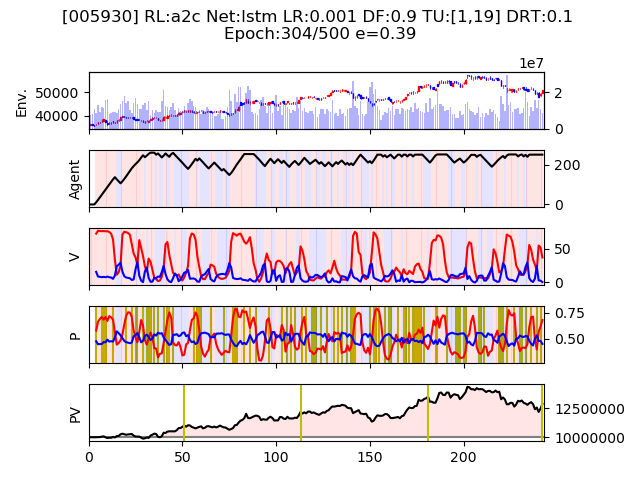 [005930] RL:a2c Net:lstm LR:0.001 DF:0.9 TU:[1,19] DRT:0.1
Epoch:304/500 e=0.39
1e7
Env.
50000
40000
2
0
Agent
200
0
V
50
0
P
0.75
0.50
PV
12500000
10000000
0 50 100 150 200